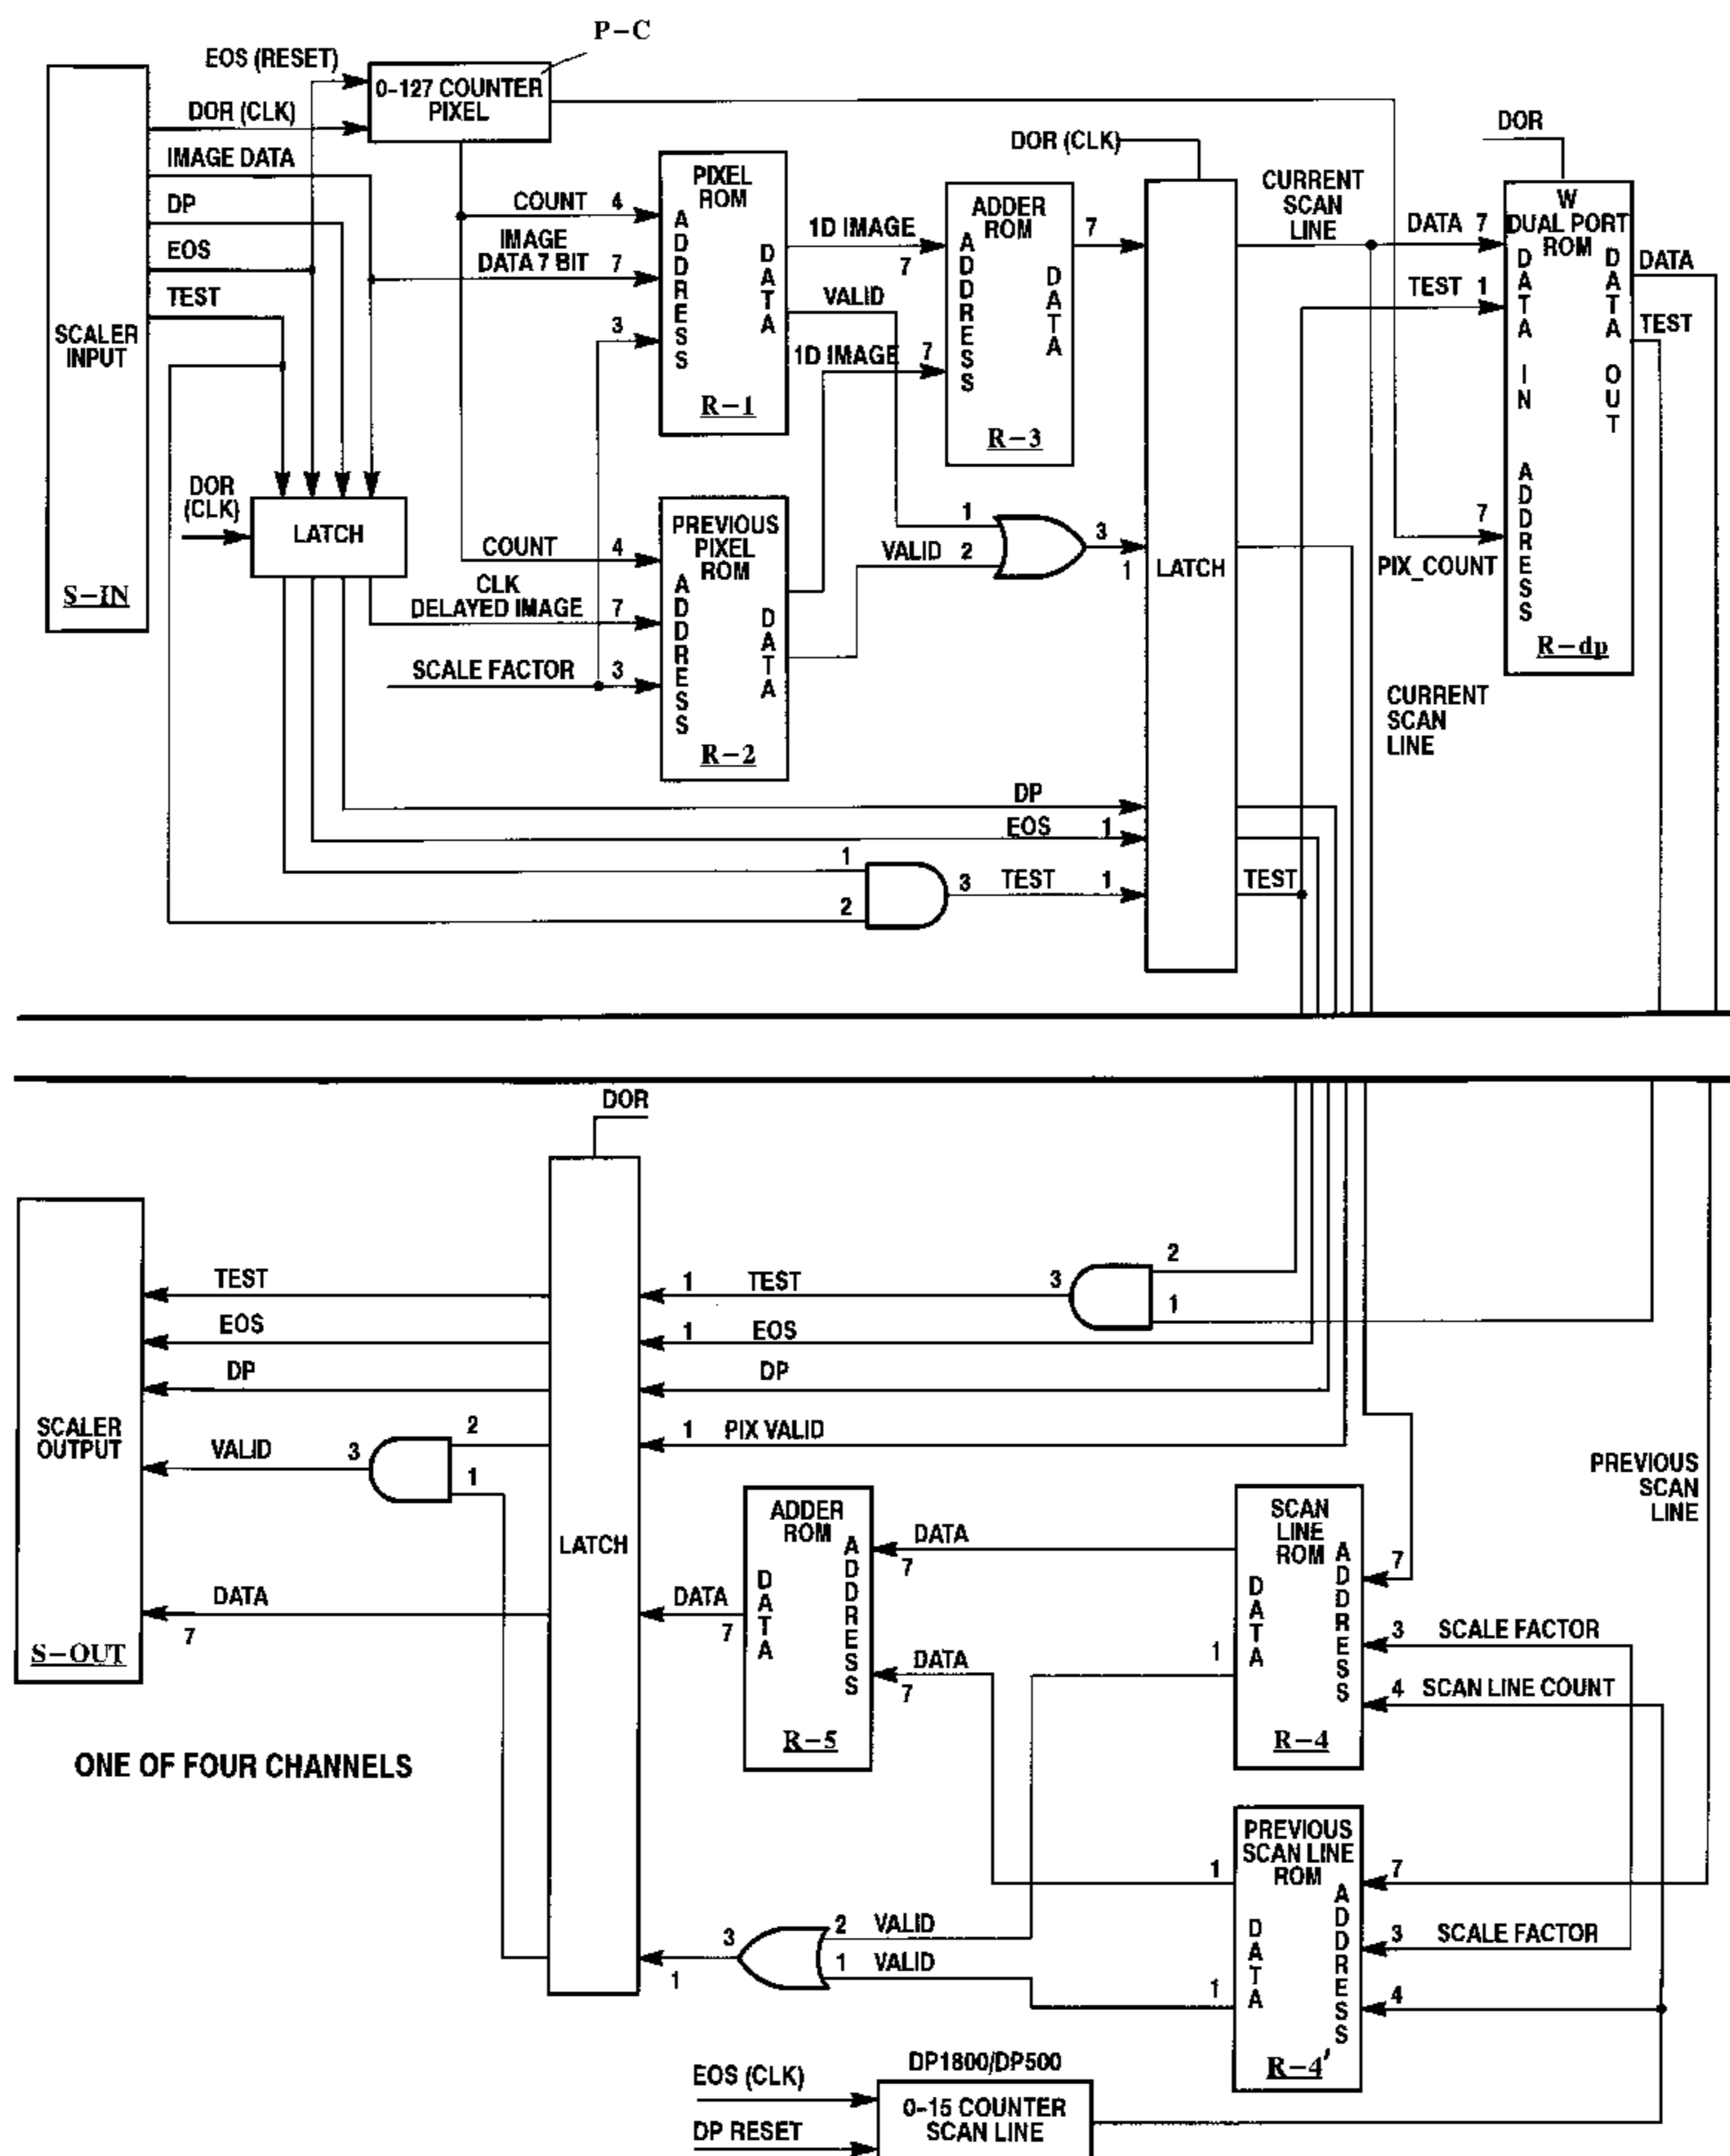 P-C
EOS (RESET)
0-127 COUNTER
PIXEL
DOR (CLK)
IMAGE DATA
DP
EOS
TEST
SCALER
INPUT
S-IN
DOR
(CLK)
LATCH
COUNT 4
IMAGE
DATA 7 BIT 7
3
PIXEL
ROM
ADDRESS
DATA
R-1
COUNT 4
CLK
DELAYED IMAGE 7
SCALE FACTOR 3
PREVIOUS
PIXEL
ROM
ADDRESS
DATA
R-2
1D IMAGE
7
VALID
1D IMAGE 7
ADDER
ROM
ADDRESS
DATA
R-3
7
1
VALID 2
3
1
DOR (CLK)
LATCH
DP
EOS 1
1
2
3 TEST 1
CURRENT
SCAN
LINE
TEST
DOR
DATA 7
TEST 1
7
PIX_COUNT
W
DUAL PORT
ROM
DATA IN
ADDRESS
DATA OUT
R-dp
DATA
TEST
CURRENT
SCAN
LINE
DOR
SCALER
OUTPUT
S-OUT
TEST
EOS
DP
VALID
3
2
1
DATA
7
LATCH
1 TEST 3
2
1
1 EOS
DP
1 PIX VALID
DATA
7
ADDER
ROM
ADDRESS
DATA
R-5
DATA
7
DATA
7
SCAN
LINE
ROM
ADDRESS
DATA
R-4
1
7
3 SCALE FACTOR
4 SCAN LINE COUNT
PREVIOUS
SCAN
LINE
ONE OF FOUR CHANNELS
PREVIOUS
SCAN LINE
ROM
ADDRESS
DATA
R-4'
1
1
7
3 SCALE FACTOR
4
3
1
2 VALID
1 VALID
DP1800/DP500
EOS (CLK)
DP RESET
0-15 COUNTER
SCAN LINE